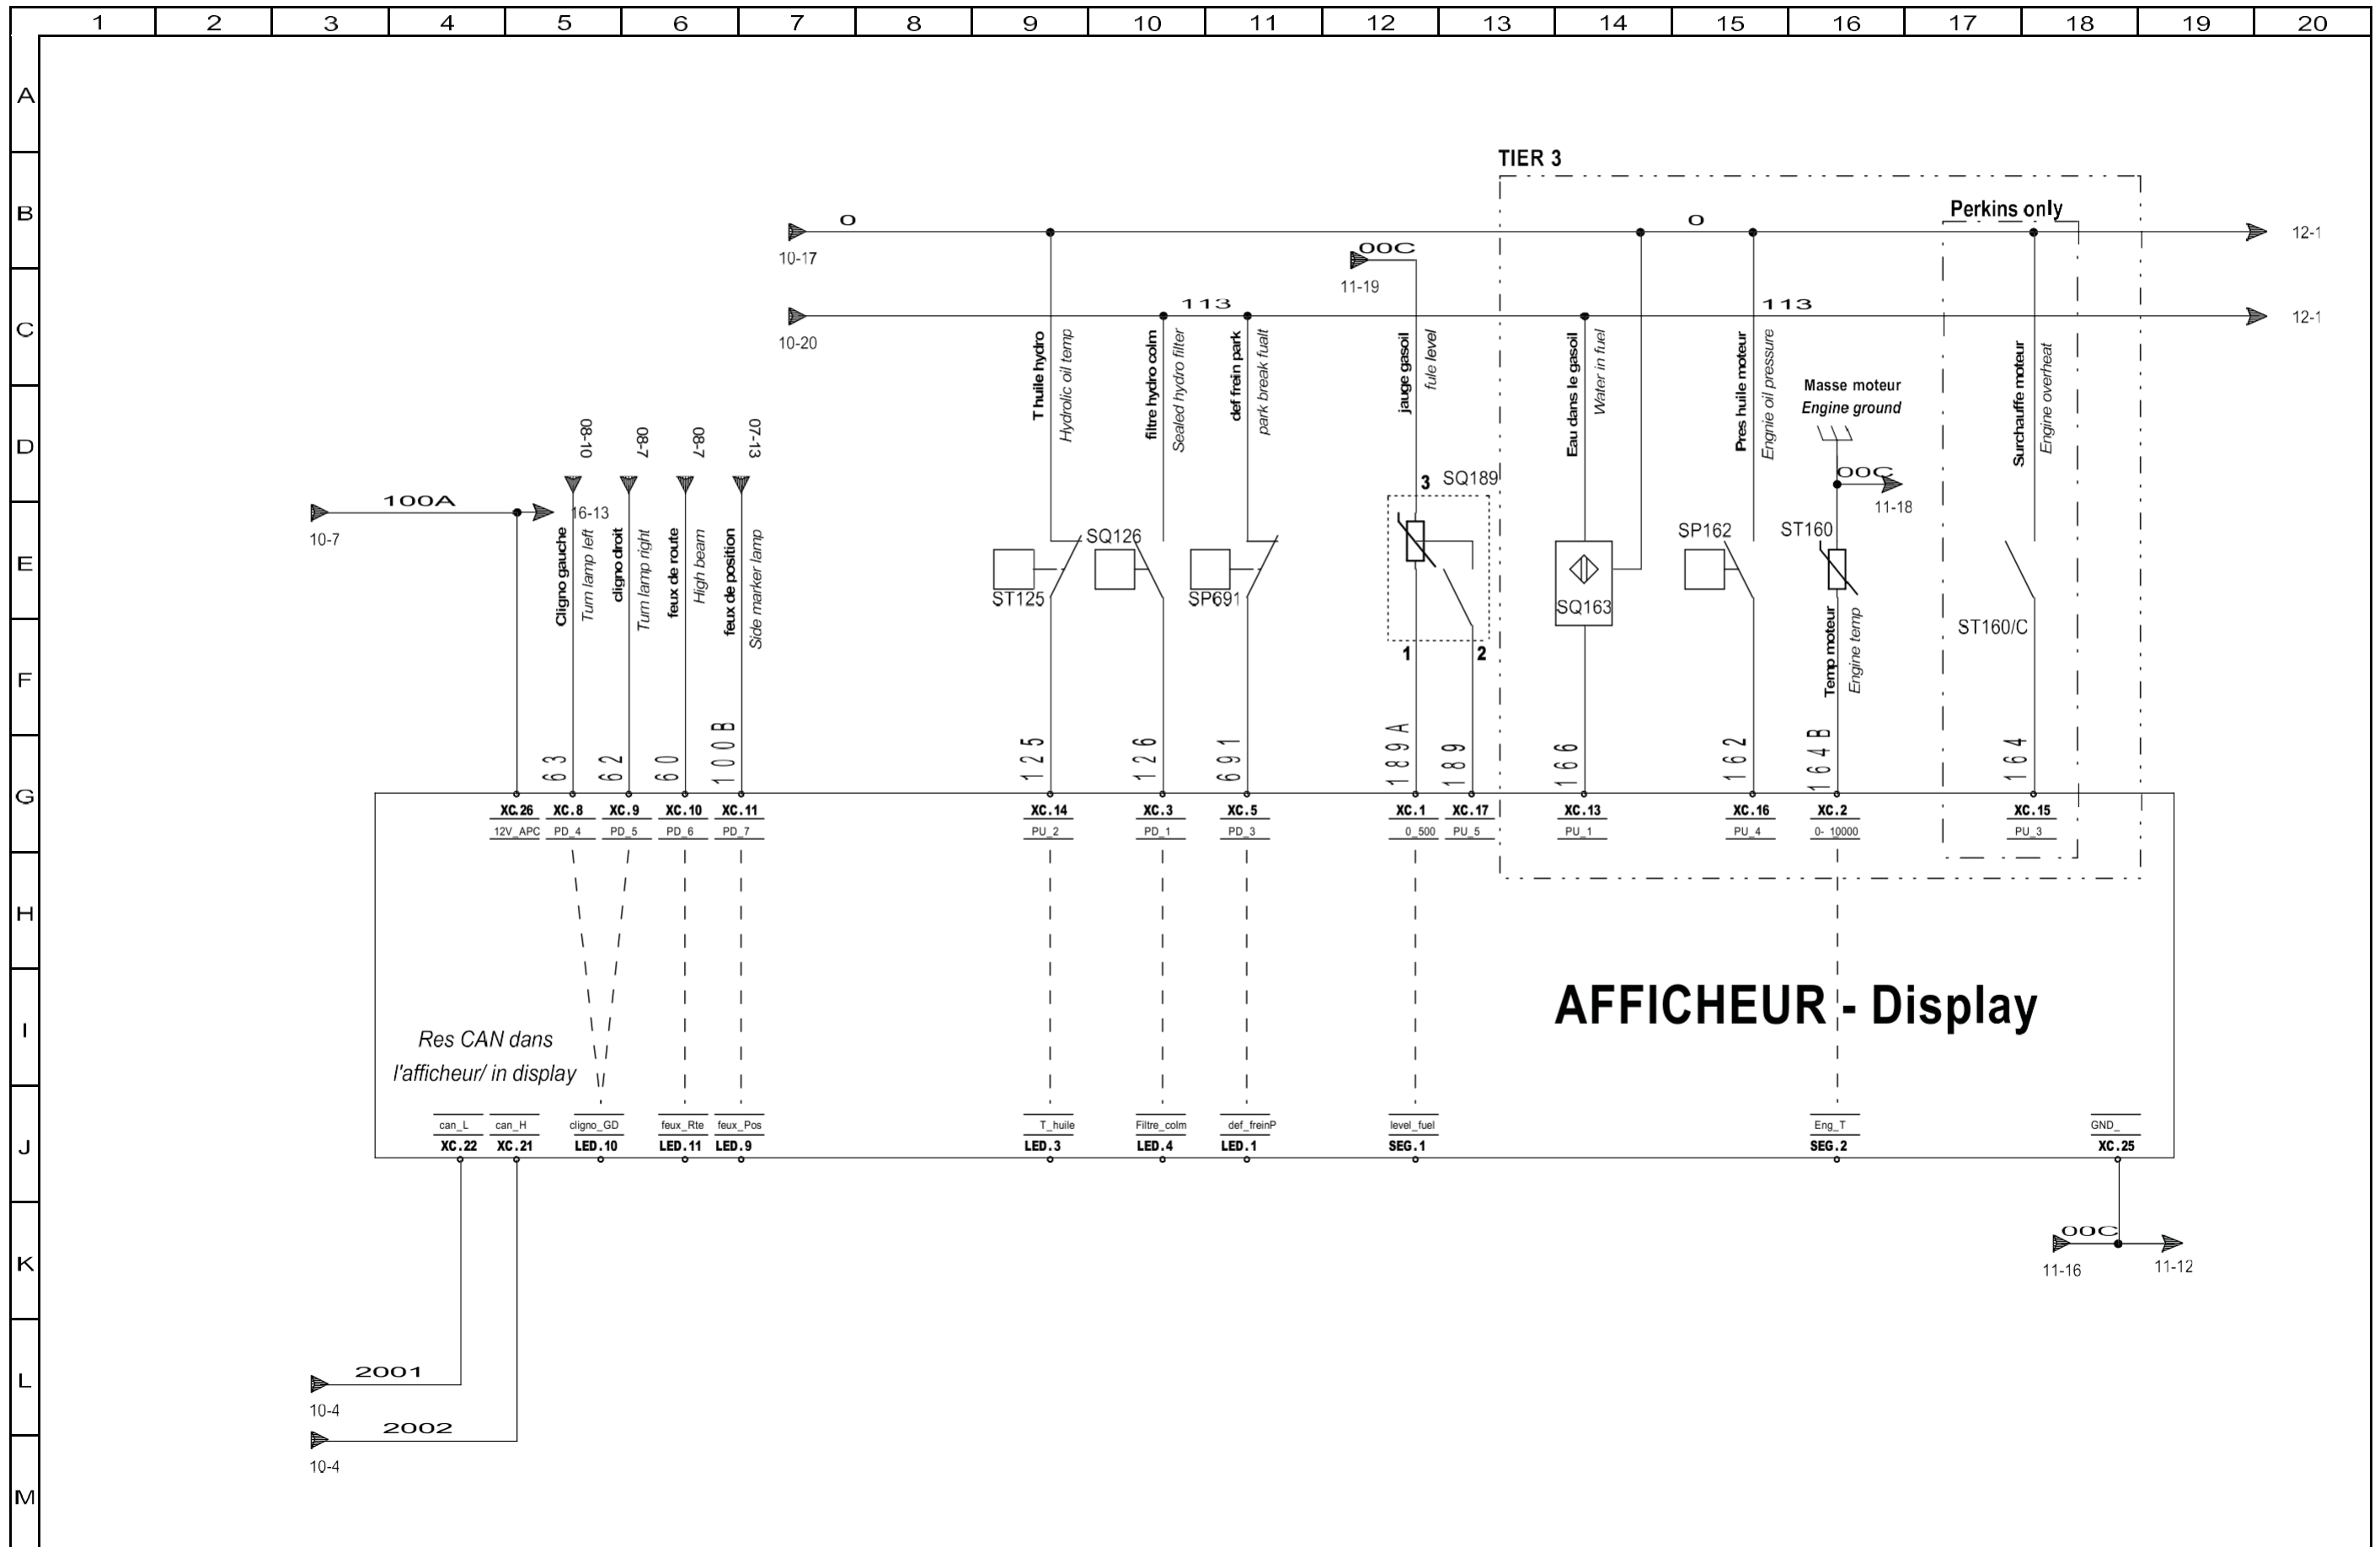 1 2 3 4 5 6 7 8 9 10 11 12 13 14 15 16 17 18 19 20
A
B
C
D
E
F
G
H
I
J
K
L
M
TIER 3
Perkins only
0
0
10-17
12-1
00C
11-19
113
113
10-20
12-1
T huile hydro
Hydrolic oil temp
filtre hydro colm
Sealed hydro filter
def frein park
park break fualt
jauge gasoil
fule level
Eau dans le gasoil
Water in fuel
Pres huile moteur
Engnie oil pressure
Masse moteur
Engine ground
Surchauffe moteur
Engine overheat
00C
11-18
08-10
08-7
08-7
07-13
100A
10-7
16-13
Cligno gauche
Turn lamp left
cligno droit
Turn lamp right
feux de route
High beam
feux de position
Side marker lamp
ST125
SQ126
SP691
3
SQ189
1
2
SQ163
SP162
ST160
Temp moteur
Engine temp
ST160/C
63
62
60
100B
125
126
691
189A
189
166
162
164B
164
XC.26 XC.8 XC.9 XC.10 XC.11 XC.14 XC.3 XC.5 XC.1 XC.17 XC.13 XC.16 XC.2 XC.15
12V_APC PD_4 PD_5 PD_6 PD_7 PU_2 PD_1 PD_3 0_500 PU_5 PU_1 PU_4 0- 10000 PU_3
AFFICHEUR - Display
Res CAN dans
l'afficheur/ in display
can_L can_H cligno_GD feux_Rte feux_Pos T_huile Filtre_colm def_freinP level_fuel Eng_T GND_
XC.22 XC.21 LED.10 LED.11 LED.9 LED.3 LED.4 LED.1 SEG.1 SEG.2 XC.25
00C
11-16
11-12
2001
10-4
2002
10-4